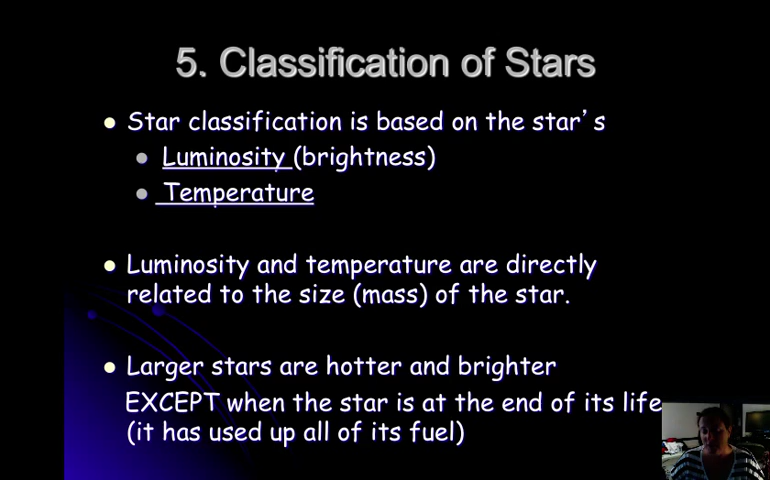 5. Classification of Stars
Star classification is based on the star's
Luminosity (brightness)
Temperature
Luminosity and temperature are directly
related to the size (mass) of the star.
Larger stars are hotter and brighter
EXCEPT when the star is at the end of its life
(it has used up all of its fuel)